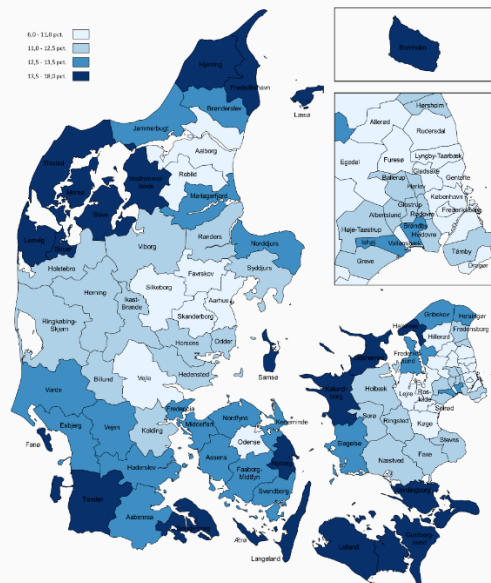 6,0 - 11,0 pct.
11,0 - 12,5 pct.
12,5 - 13,5 pct.
13,5 - 18,0 pct.
Bornholm
Hjørring
Frederikshavn
Læsø
Brønderslev
Jammerbugt
Aalborg
Thisted
Morsø
Rebild
Mariagerfjord
Skive
Lemvig
Struer
Viborg
Randers
Norddjurs
Holstebro
Favrskov
Syddjurs
Silkeborg
Herning
Ikast-
Brande
Aarhus
Skanderborg
Ringkøbing-
Skjern
Odder
Horsens
Hedensted
Samsø
Billund
Vejle
Varde
Fredericia
Esbjerg
Vejen
Kolding
Middelfart
Nordfyns
Kerteminde
Fanø
Odense
Assens
Nyborg
Haderslev
Faaborg-
Midtfyn
Svendborg
Tønder
Aabenraa
Ærø
Langeland
Hørsholm
Allerød
Rudersdal
Egedal
Furesø
Lyngby-Taarbæk
Gladsaxe
Ballerup
Gentofte
Herlev
København
Glostrup
Frederiksberg
Albertslund
Rødovre
Brøndby
Hvidovre
Høje-Taastrup
Ishøj
Vallensbæk
Tårnby
Greve
Dragør
Gribskov
Helsingør
Fredensborg
Hillerød
Kalundborg
Holbæk
Lejre
Sorø
Ringsted
Køge
Solrød
Stevns
Slagelse
Næstved
Faxe
Vordingborg
Lolland